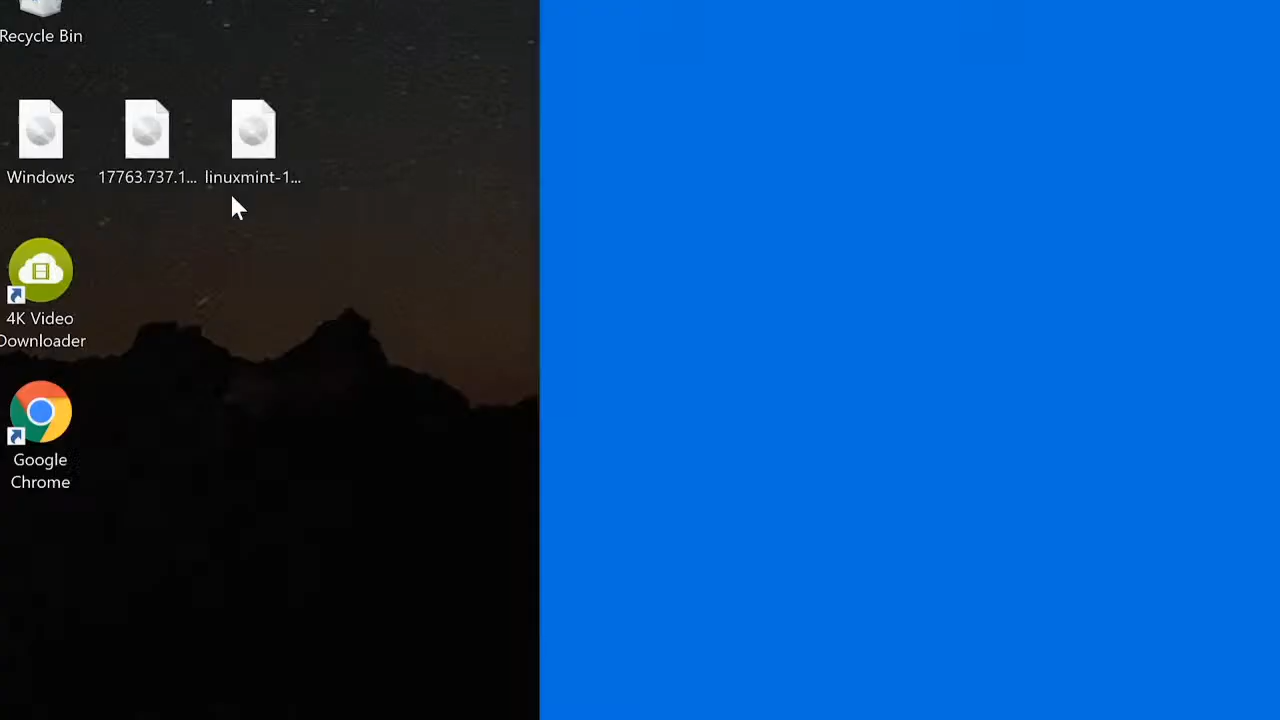 Recycle Bin
Windows
17763.737.1...
linuxmint-1...
4K Video
Downloader
Google
Chrome